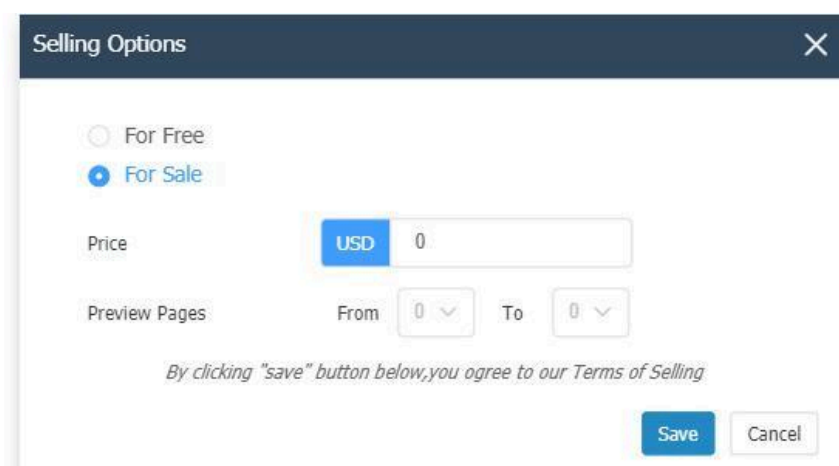 Selling Options
For Free
For Sale
Price USD 0
Preview Pages From 0 To 0
By clicking "save" button below,you ogree to our Terms of Selling
Save Cancel